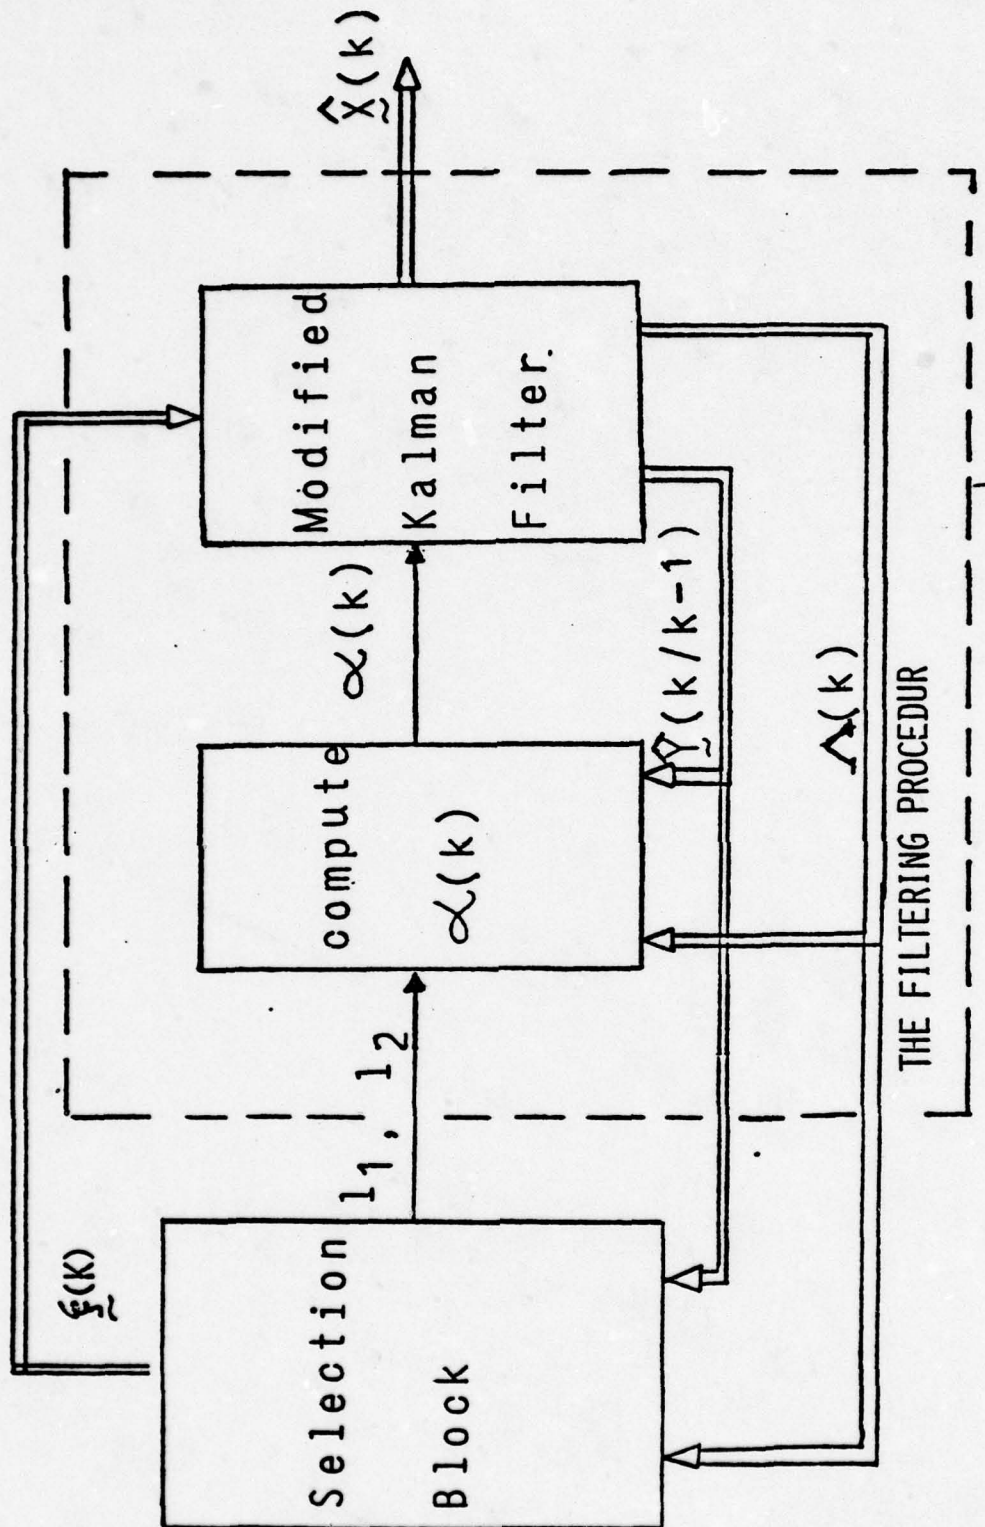 Selection
Block
l1, l2
compute
α(k)
α(k)
Modified
Kalman
Filter.
X̂(k)
Ŷ(k/k-1)
Λ(k)
THE FILTERING PROCEDUR